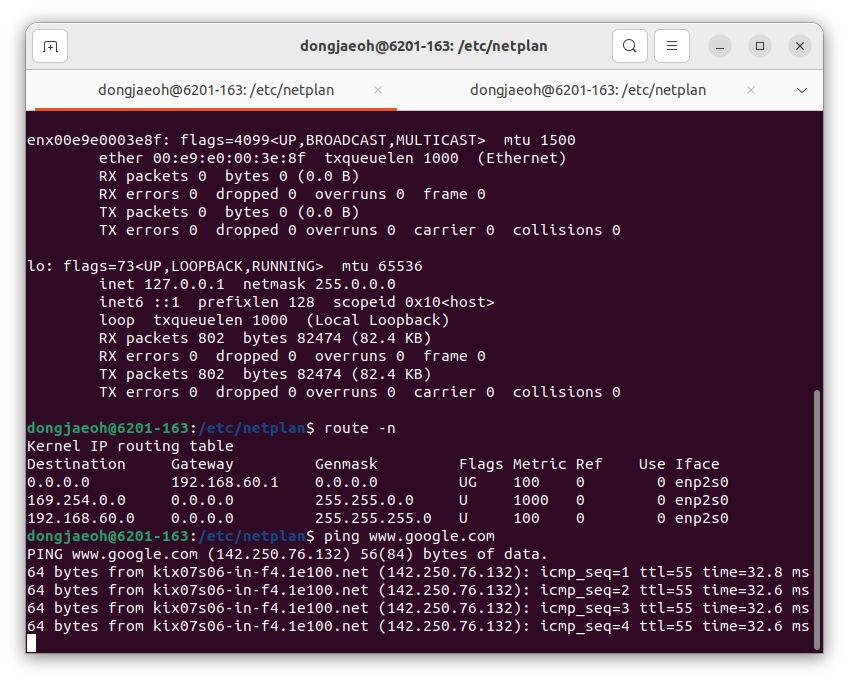 dongjaeoh@6201-163: /etc/netplan
dongjaeoh@6201-163: /etc/netplan
dongjaeoh@6201-163: /etc/netplan
enx00e9e0003e8f: flags=4099<UP,BROADCAST,MULTICAST>  mtu 1500
        ether 00:e9:e0:00:3e:8f  txqueuelen 1000  (Ethernet)
        RX packets 0  bytes 0 (0.0 B)
        RX errors 0  dropped 0  overruns 0  frame 0
        TX packets 0  bytes 0 (0.0 B)
        TX errors 0  dropped 0 overruns 0  carrier 0  collisions 0
lo: flags=73<UP,LOOPBACK,RUNNING>  mtu 65536
        inet 127.0.0.1  netmask 255.0.0.0
        inet6 ::1  prefixlen 128  scopeid 0x10<host>
        loop  txqueuelen 1000  (Local Loopback)
        RX packets 802  bytes 82474 (82.4 KB)
        RX errors 0  dropped 0  overruns 0  frame 0
        TX packets 802  bytes 82474 (82.4 KB)
        TX errors 0  dropped 0 overruns 0  carrier 0  collisions 0
dongjaeoh@6201-163:/etc/netplan$ route -n
Kernel IP routing table
Destination     Gateway         Genmask         Flags Metric Ref    Use Iface
0.0.0.0         192.168.60.1    0.0.0.0         UG    100    0        0 enp2s0
169.254.0.0     0.0.0.0         255.255.0.0     U     1000   0        0 enp2s0
192.168.60.0    0.0.0.0         255.255.255.0   U     100    0        0 enp2s0
dongjaeoh@6201-163:/etc/netplan$ ping www.google.com
PING www.google.com (142.250.76.132) 56(84) bytes of data.
64 bytes from kix07s06-in-f4.1e100.net (142.250.76.132): icmp_seq=1 ttl=55 time=32.8 ms
64 bytes from kix07s06-in-f4.1e100.net (142.250.76.132): icmp_seq=2 ttl=55 time=32.6 ms
64 bytes from kix07s06-in-f4.1e100.net (142.250.76.132): icmp_seq=3 ttl=55 time=32.6 ms
64 bytes from kix07s06-in-f4.1e100.net (142.250.76.132): icmp_seq=4 ttl=55 time=32.6 ms